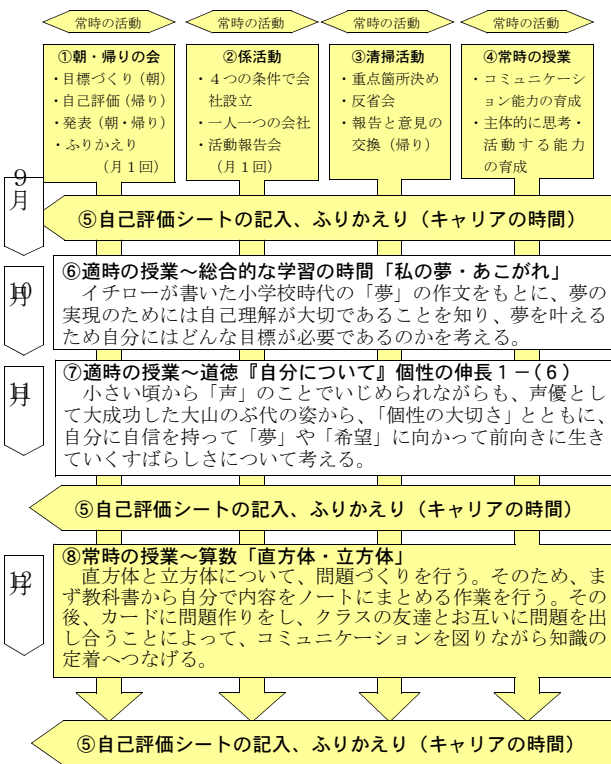 常時の活動
常時の活動
常時の活動
常時の活動
①朝・帰りの会
・目標づくり（朝）
・自己評価（帰り）
・発表（朝・帰り）
・ふりかえり
（月１回）
②係活動
・４つの条件で会
社設立
・一人一つの会社
・活動報告会
（月１回）
③清掃活動
・重点箇所決め
・反省会
・報告と意見の
交換（帰り）
④常時の授業
・コミュニケーシ
ョン能力の育成
・主体的に思考・
活動する能力
の育成
9月
⑤自己評価シートの記入、ふりかえり（キャリアの時間）
10月
⑥適時の授業～総合的な学習の時間「私の夢・あこがれ」
イチローが書いた小学校時代の「夢」の作文をもとに、夢の
実現のためには自己理解が大切であることを知り、夢を叶える
ため自分にはどんな目標が必要であるのかを考える。
11月
⑦適時の授業～道徳『自分について』個性の伸長１－(６)
小さい頃から「声」のことでいじめられながらも、声優とし
て大成功した大山のぶ代の姿から、「個性の大切さ」とともに、
自分に自信を持って「夢」や「希望」に向かって前向きに生き
ていくすばらしさについて考える。
⑤自己評価シートの記入、ふりかえり（キャリアの時間）
12月
⑧常時の授業～算数「直方体・立方体」
直方体と立方体について、問題づくりを行う。そのため、ま
ず教科書から自分で内容をノートにまとめる作業を行う。その
後、カードに問題作りをし、クラスの友達とお互いに問題を出
し合うことによって、コミュニケーションを図りながら知識の
定着へつなげる。
⑤自己評価シートの記入、ふりかえり（キャリアの時間）